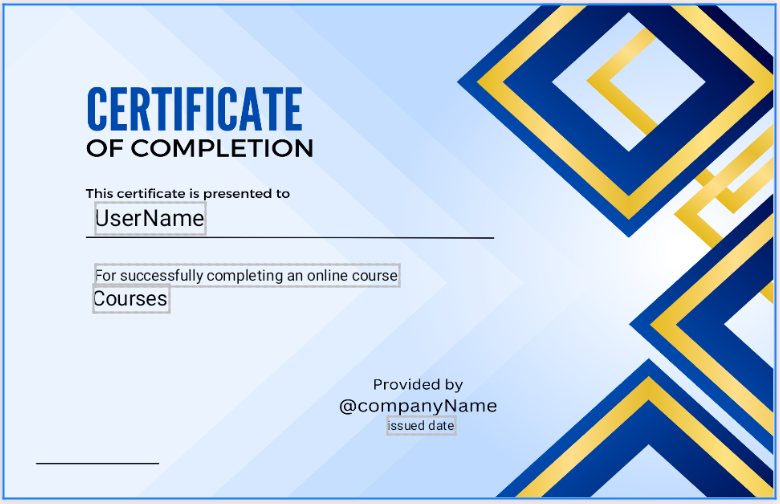 CERTIFICATE
OF COMPLETION
This certificate is presented to
UserName
For successfully completing an online course
Courses
Provided by
@companyName
issued date